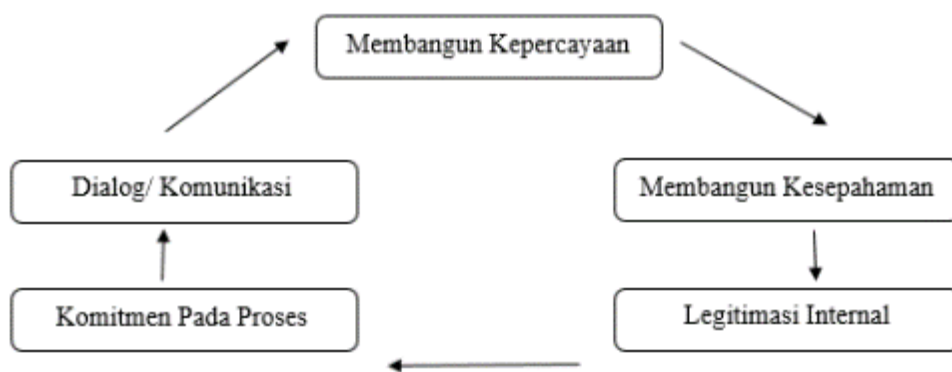 Membangun Kepercayaan
Dialog/ Komunikasi
Membangun Kesepahaman
Komitmen Pada Proses
Legitimasi Internal